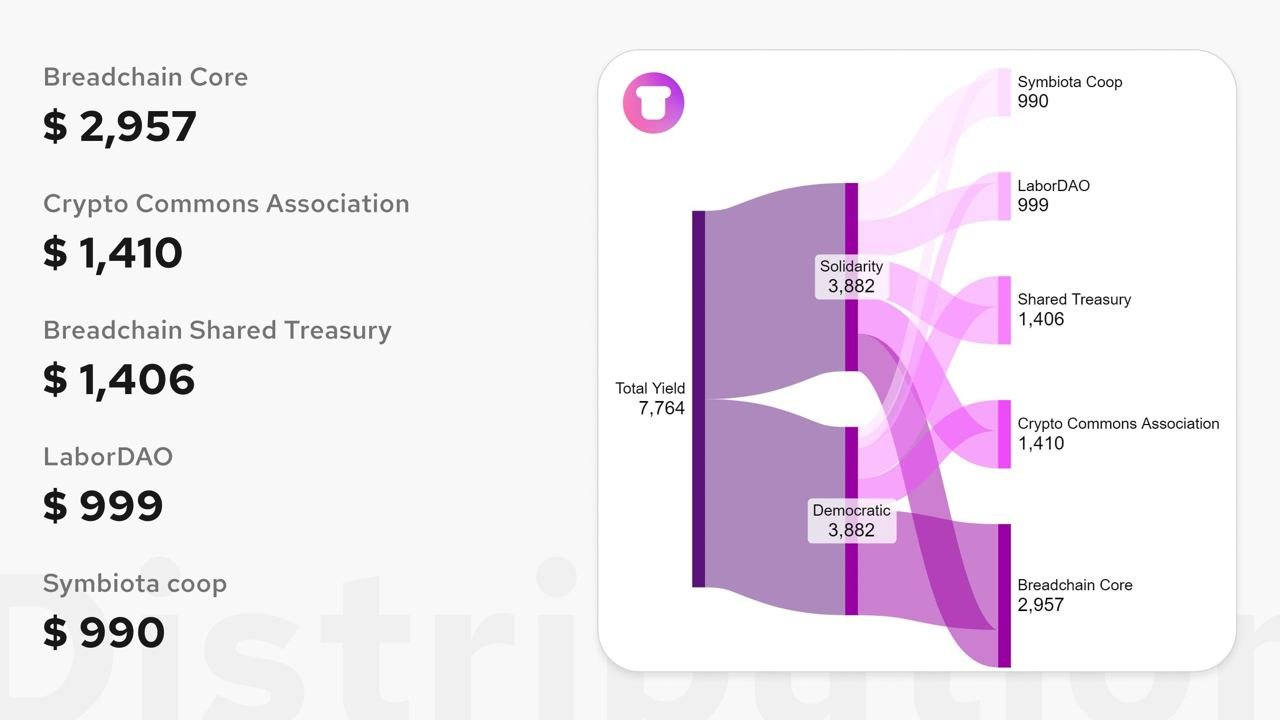 Breadchain Core
$ 2,957
Crypto Commons Association
$ 1,410
Breadchain Shared Treasury
$ 1,406
LaborDAO
$ 999
Symbiota coop
$ 990
Distribution
Symbiota Coop
990
LaborDAO
999
Solidarity
3,882
Shared Treasury
1,406
Total Yield
7,764
Crypto Commons Association
1,410
Democratic
3,882
Breadchain Core
2,957